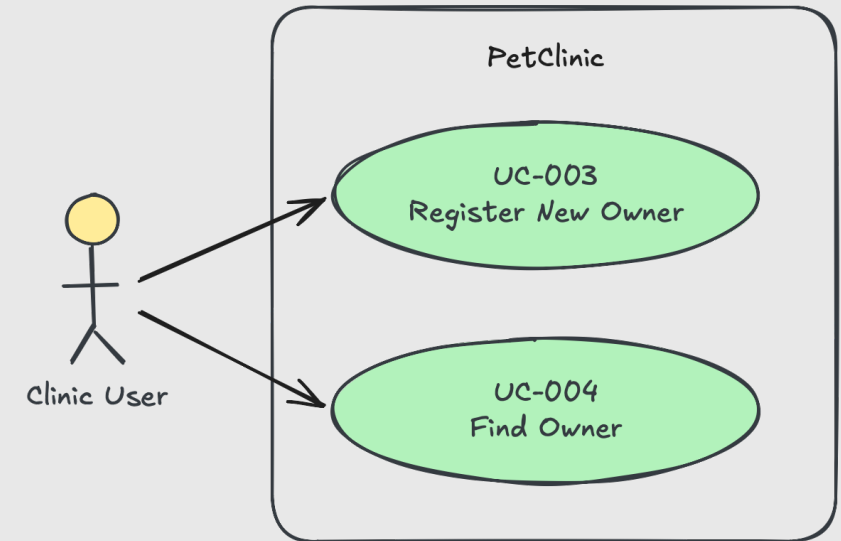 PetClinic
UC-003
Register New Owner
Clinic User
UC-004
Find Owner